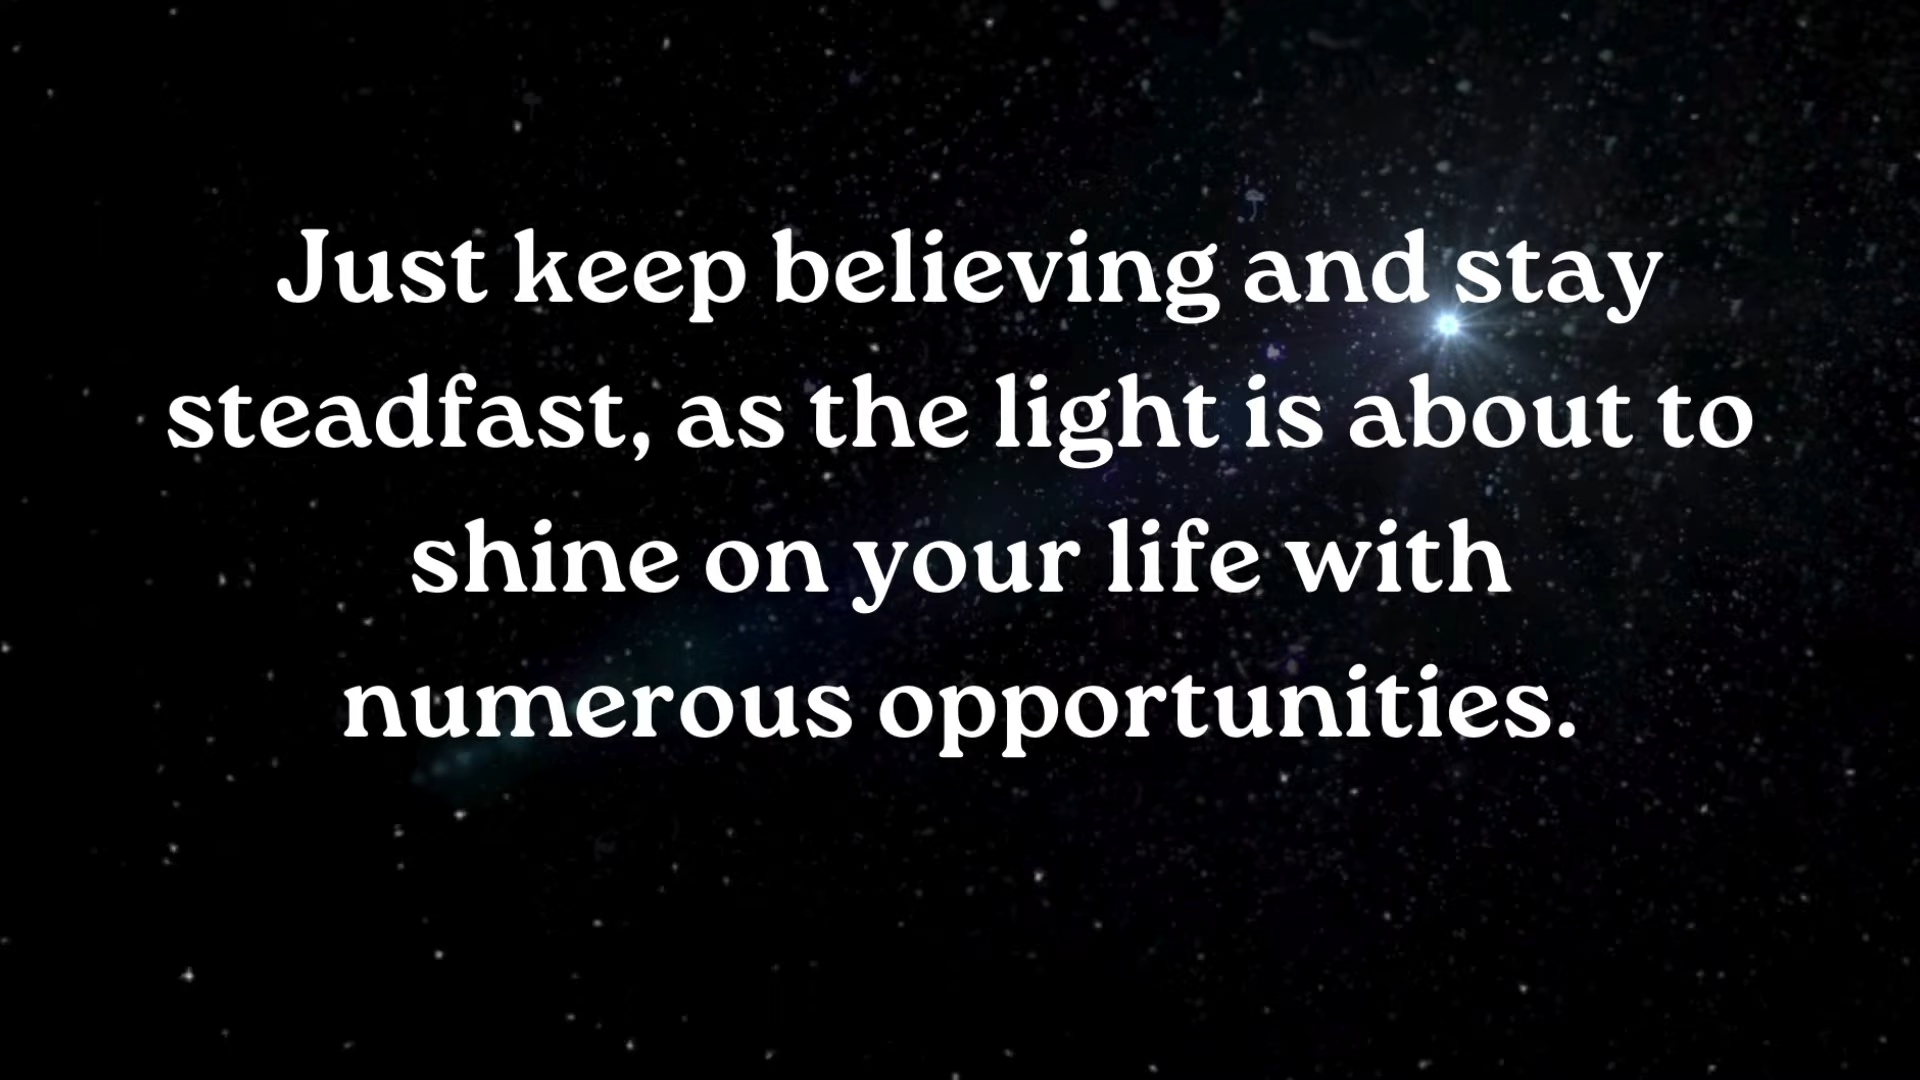 Just keep believing and stay
steadfast, as the light is about to
shine on your life with
numerous opportunities.